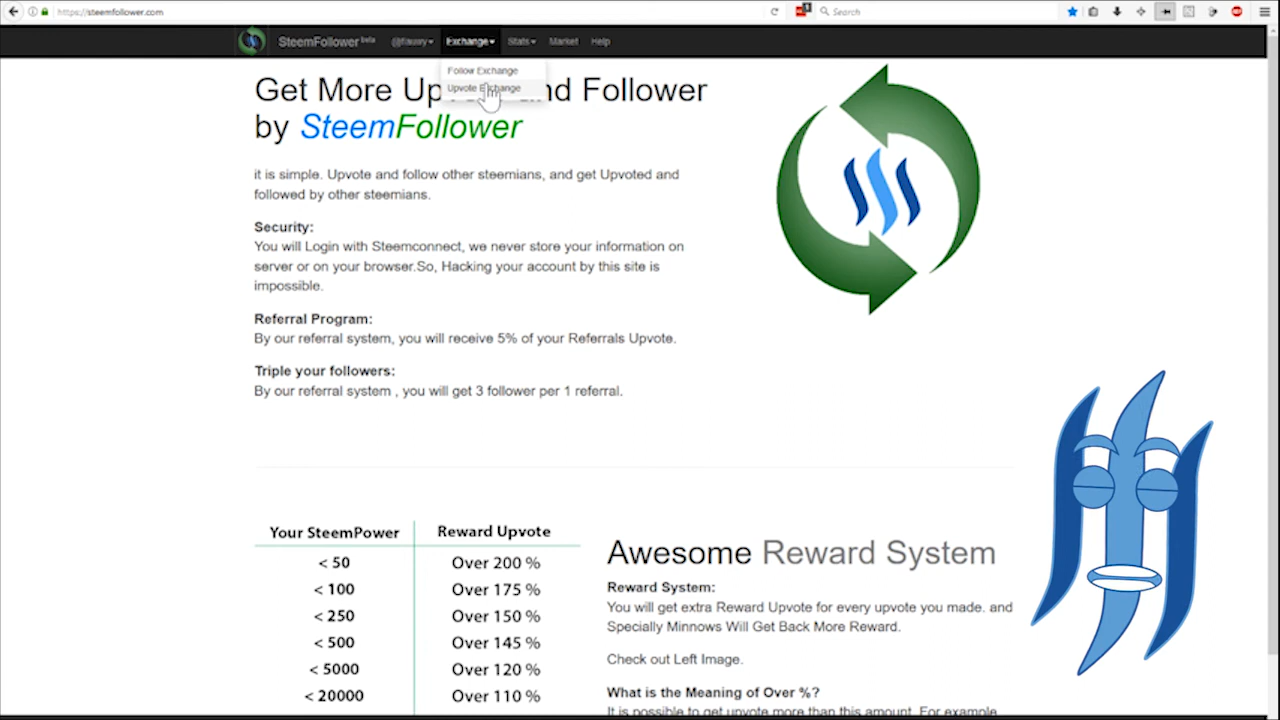 https://steemfollower.com
Search
SteemFollower beta
Exchange
Stats
Market
Help
Follow Exchange
Upvote Exchange
Get More Up and Follower
by SteemFollower
it is simple. Upvote and follow other steemians, and get Upvoted and
followed by other steemians.
Security:
You will Login with Steemconnect, we never store your information on
server or on your browser.So, Hacking your account by this site is
impossible.
Referral Program:
By our referral system, you will receive 5% of your Referrals Upvote.
Triple your followers:
By our referral system , you will get 3 follower per 1 referral.
Your SteemPower Reward Upvote
< 50 Over 200 %
< 100 Over 175 %
< 250 Over 150 %
< 500 Over 145 %
< 5000 Over 120 %
< 20000 Over 110 %
Awesome Reward System
Reward System:
You will get extra Reward Upvote for every upvote you made. and
Specially Minnows Will Get Back More Reward.
Check out Left Image.
What is the Meaning of Over %?
It is possible to get upvote more than this amount. For example